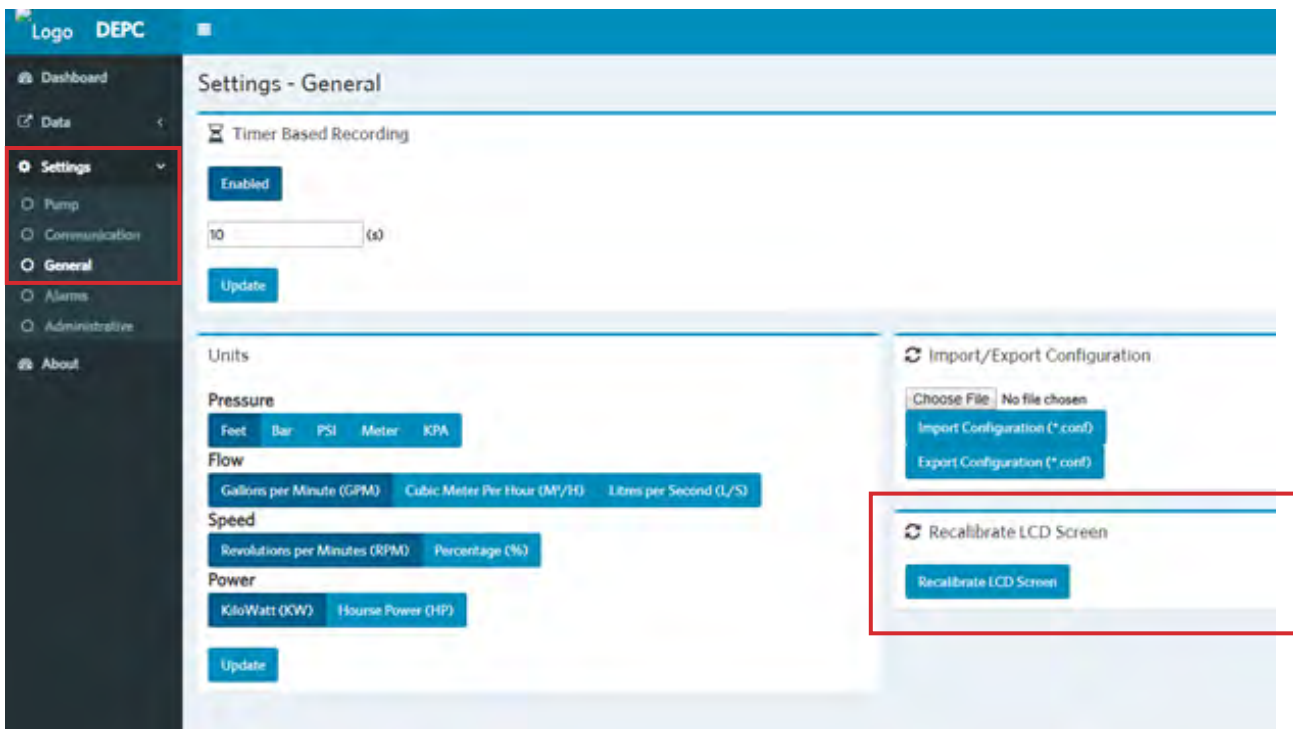 Logo DEPC
Dashboard
Data
Settings
Pump
Communication
General
Alarms
Administrative
About
Settings - General
Timer Based Recording
Enabled
10 (s)
Update
Units
Pressure
Feet Bar PSI Meter KPA
Flow
Gallons per Minute (GPM) Cubic Meter Per Hour (M³/H) Litres per Second (L/S)
Speed
Revolutions per Minutes (RPM) Percentage (%)
Power
KiloWatt (KW) Hourse Power (HP)
Update
Import/Export Configuration
Choose File No file chosen
Import Configuration (*.conf)
Export Configuration (*.conf)
Recalibrate LCD Screen
Recalibrate LCD Screen